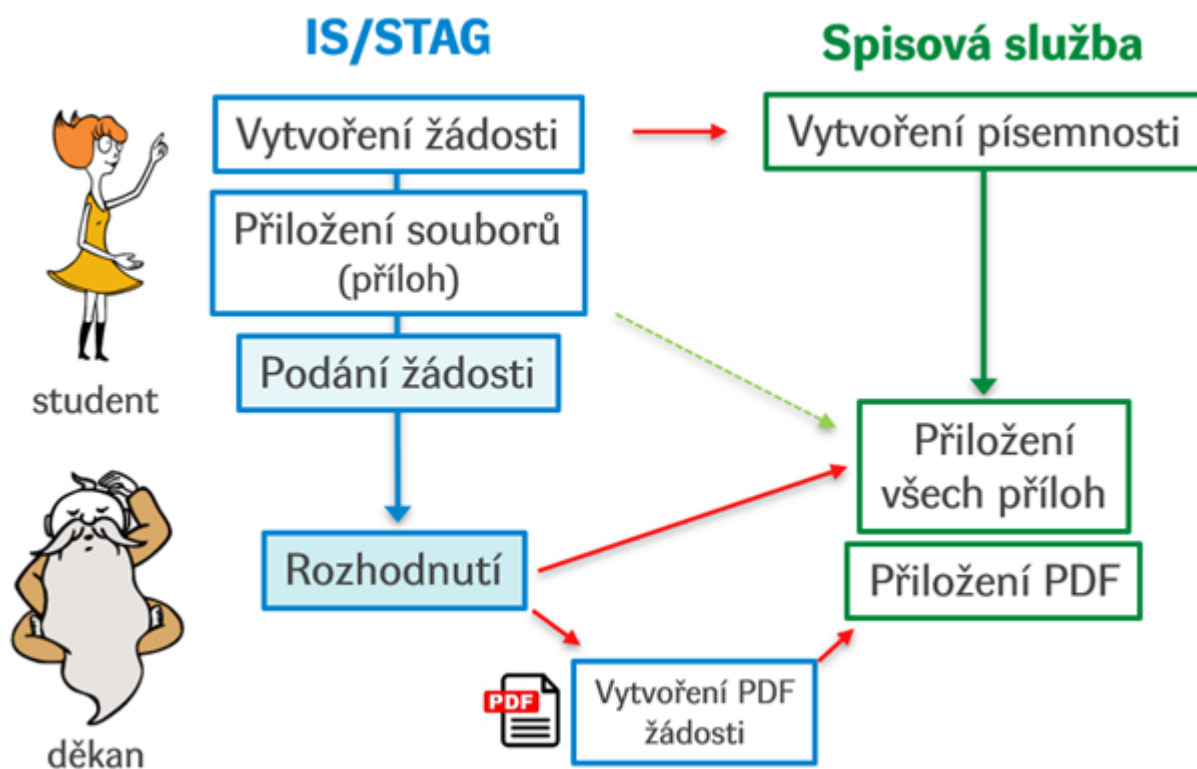 IS/STAG
Spisová služba
Vytvoření žádosti
Vytvoření písemnosti
Přiložení souborů
(příloh)
Podání žádosti
student
Přiložení
všech příloh
Rozhodnutí
Přiložení PDF
PDF
Vytvoření PDF
žádosti
děkan